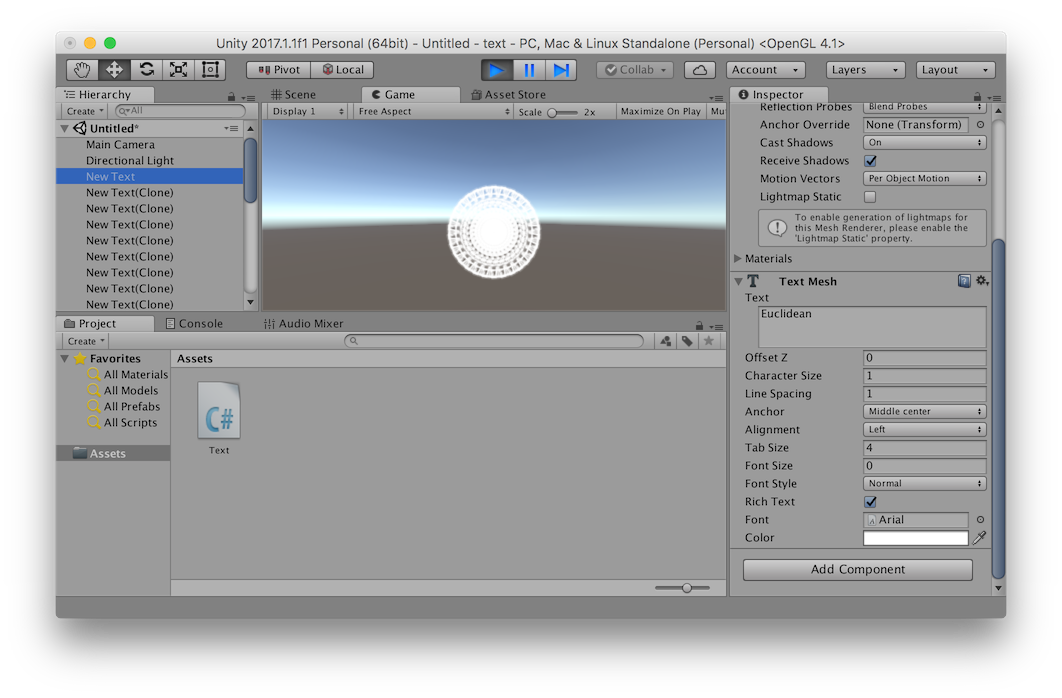 Unity 2017.1.1f1 Personal (64bit) - Untitled - text - PC, Mac & Linux Standalone (Personal) <OpenGL 4.1>
Pivot Local Collab Account Layers Layout
Hierarchy
Create All
Untitled*
Main Camera
Directional Light
New Text
New Text(Clone)
New Text(Clone)
New Text(Clone)
New Text(Clone)
New Text(Clone)
New Text(Clone)
New Text(Clone)
New Text(Clone)
Scene Game Asset Store
Display 1 Free Aspect Scale 2x Maximize On Play Mu
Project Console Audio Mixer
Create
Favorites
All Materials
All Models
All Prefabs
All Scripts
Assets
Assets
C#
Text
Inspector
Reflection Probes Blend Probes
Anchor Override None (Transform)
Cast Shadows On
Receive Shadows
Motion Vectors Per Object Motion
Lightmap Static
To enable generation of lightmaps for
this Mesh Renderer, please enable the
'Lightmap Static' property.
Materials
Text Mesh
Text
Euclidean
Offset Z 0
Character Size 1
Line Spacing 1
Anchor Middle center
Alignment Left
Tab Size 4
Font Size 0
Font Style Normal
Rich Text
Font Arial
Color
Add Component